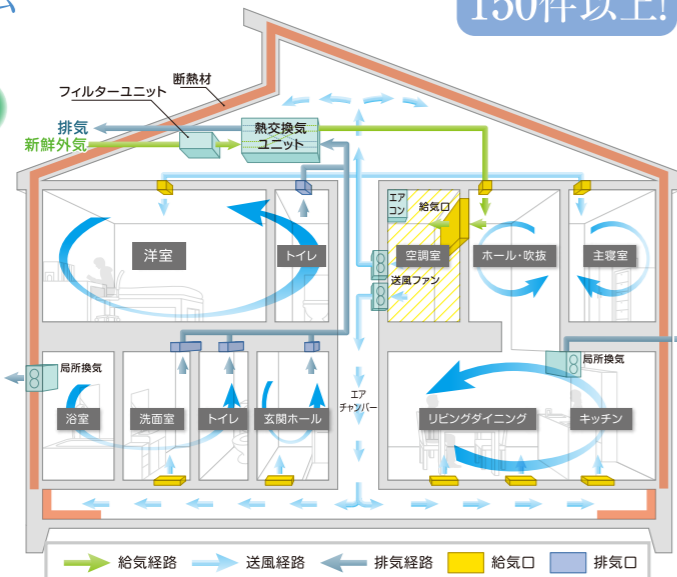 ム
150件以上!
断熱材
フィルターユニット
排気
新鮮外気
熱交換気
ユニット
エア
コン
給気口
洋室
トイレ
空調室
ホール・吹抜
主寝室
送風ファン
局所換気
局所換気
エア
チャンバー
浴室
洗面室
トイレ
玄関ホール
リビングダイニング
キッチン
給気経路
送風経路
排気経路
給気口
排気口